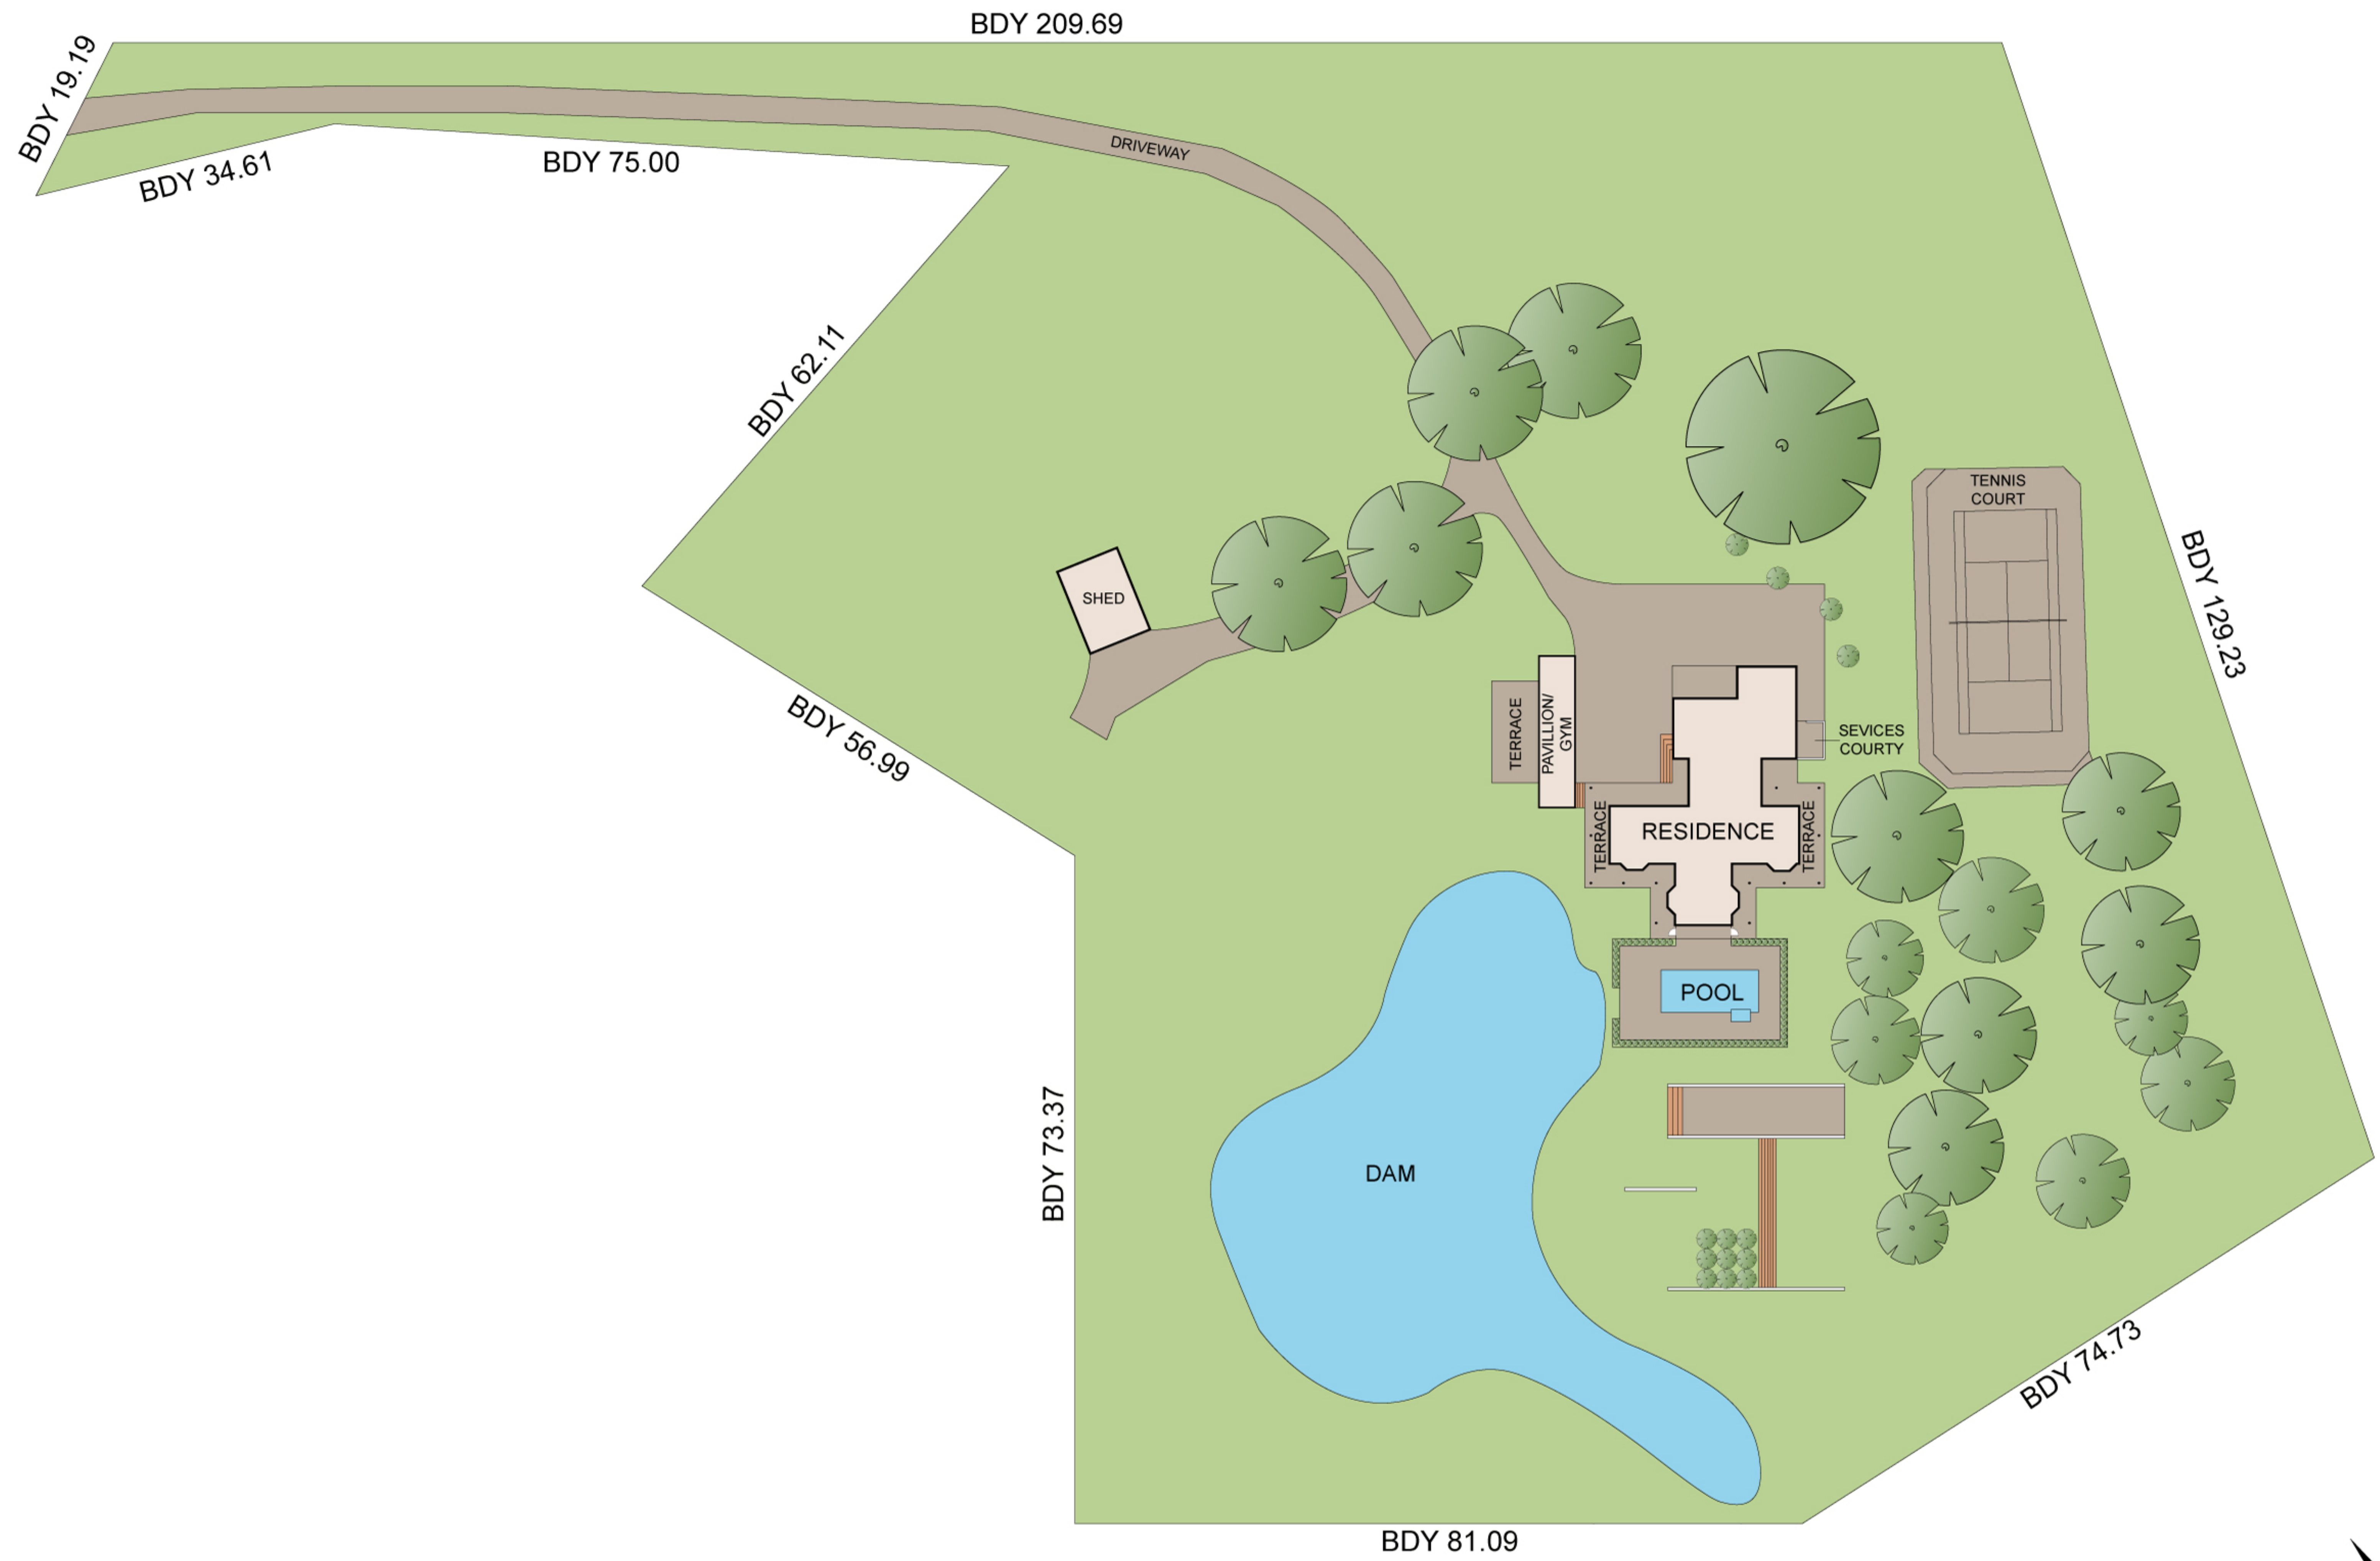 BDY 209.69
BDY 19.19
BDY 34.61
BDY 75.00
DRIVEWAY
BDY 62.11
TENNIS
COURT
BDY 129.23
SHED
BDY 56.99
TERRACE
PAVILLION/
GYM
SEVICES
COURTY
TERRACE
RESIDENCE
TERRACE
POOL
BDY 73.37
DAM
BDY 74.73
BDY 81.09